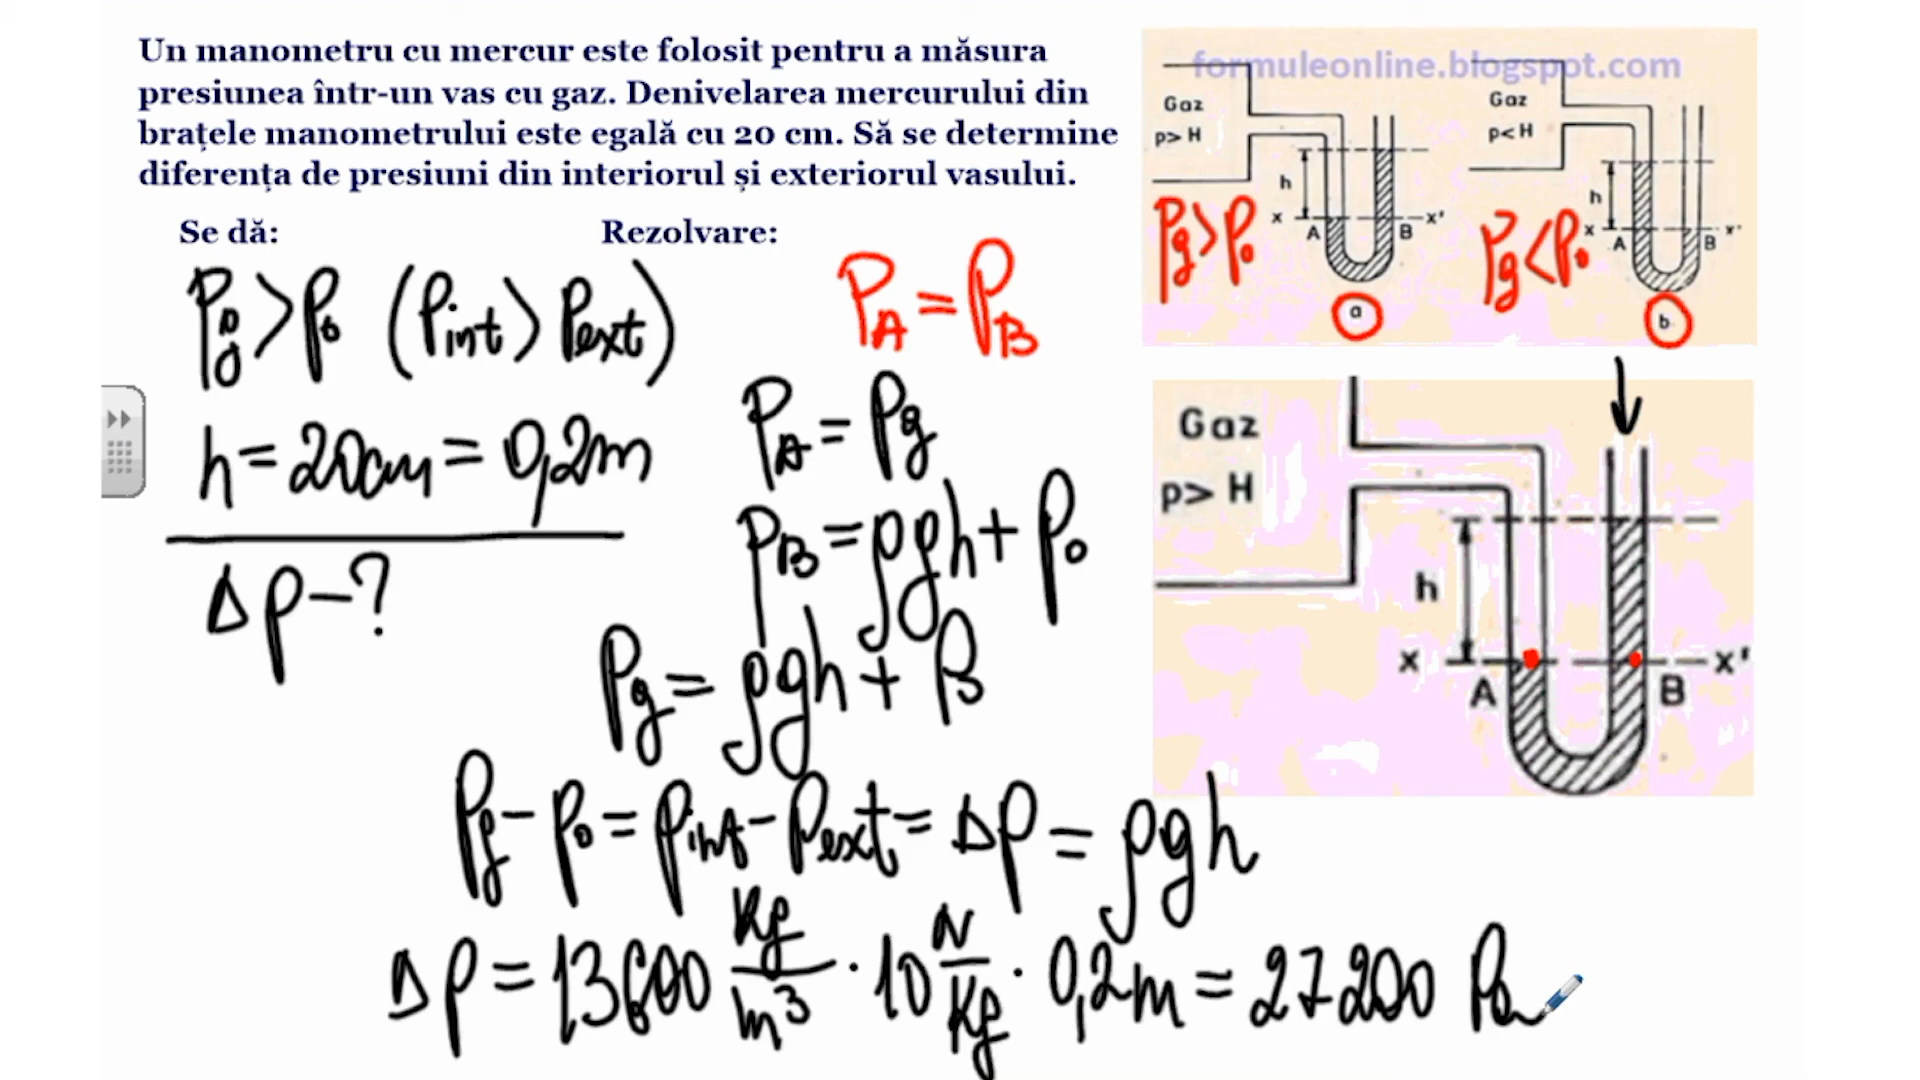 Un manometru cu mercur este folosit pentru a măsura
presiunea într-un vas cu gaz. Denivelarea mercurului din
brațele manometrului este egală cu 20 cm. Să se determine
diferența de presiuni din interiorul și exteriorul vasului.
Se dă:
Rezolvare:
Pg > P0 (Pint > Pext)
h = 20cm = 0,2m
Δp - ?
PA = PB
PA = Pg
PB = ρgh + P0
Pg = ρgh + P0
Pg - P0 = Pint - Pext = Δp = ρgh
Δp = 13600 Kg/m³ · 10 N/Kg · 0,2m = 27200 Pa
formuleonline.blogspot.com
Gaz
p> H
h
x
A
B
x'
Pg > P0
a
Gaz
p< H
h
x
A
B
x'
Pg < P0
b
Gaz
p> H
h
x
A
B
x'